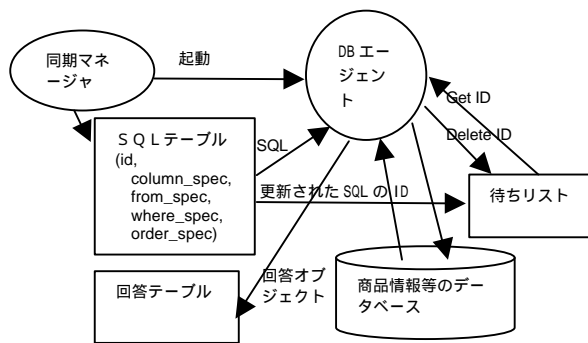 同期マネ
ージャ
起動
DB エー
ジェン
ト
Get ID
Delete ID
ＳＱＬテーブル
(id,
column_spec,
from_spec,
where_spec,
order_spec)
SQL
更新された SQL の ID
待ちリスト
回答テーブル
回答オブ
ジェクト
商品情報等のデー
タベース